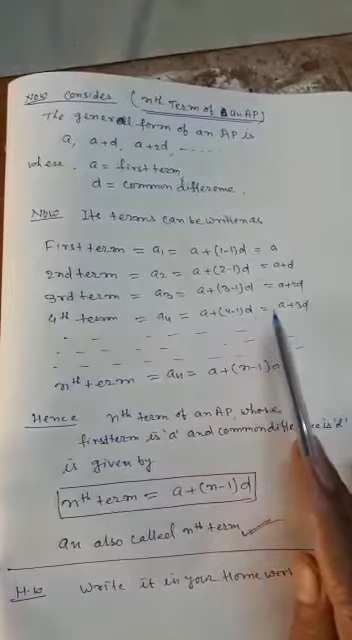 Now Consider (nth Term of an AP)
The general form of an AP is
a, a+d, a+2d, -----
where, a = first term,
d = common difference.
Now Its terms can be written as
First term = a1 = a+(1-1)d = a
2nd term = a2 = a+(2-1)d = a+d
3rd term = a3 = a+(3-1)d = a+2d
4th term = a4 = a+(4-1)d = a+3d
nth term = an = a+(n-1)d
Hence nth term of an AP, whose
first term is 'a' and common difference is 'd'
is given by
nth term = a+(n-1)d
an also called nth term
H.W Write it in your Home work